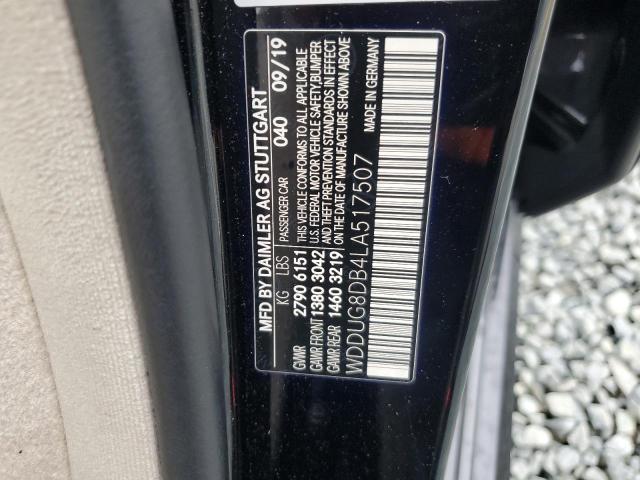 MFD BY DAIMLER AG STUTTGART
PASSENGER CAR 040 09/19
KG LBS
GVWR 2790 6151
GAWR FRONT 1380 3042
GAWR REAR 1460 3219
THIS VEHICLE CONFORMS TO ALL APPLICABLE
U.S. FEDERAL MOTOR VEHICLE SAFETY,BUMPER
AND THEFT PREVENTION STANDARDS IN EFFECT
ON THE DATE OF MANUFACTURE SHOWN ABOVE
WDDUG8DB4LA517507
MADE IN GERMANY